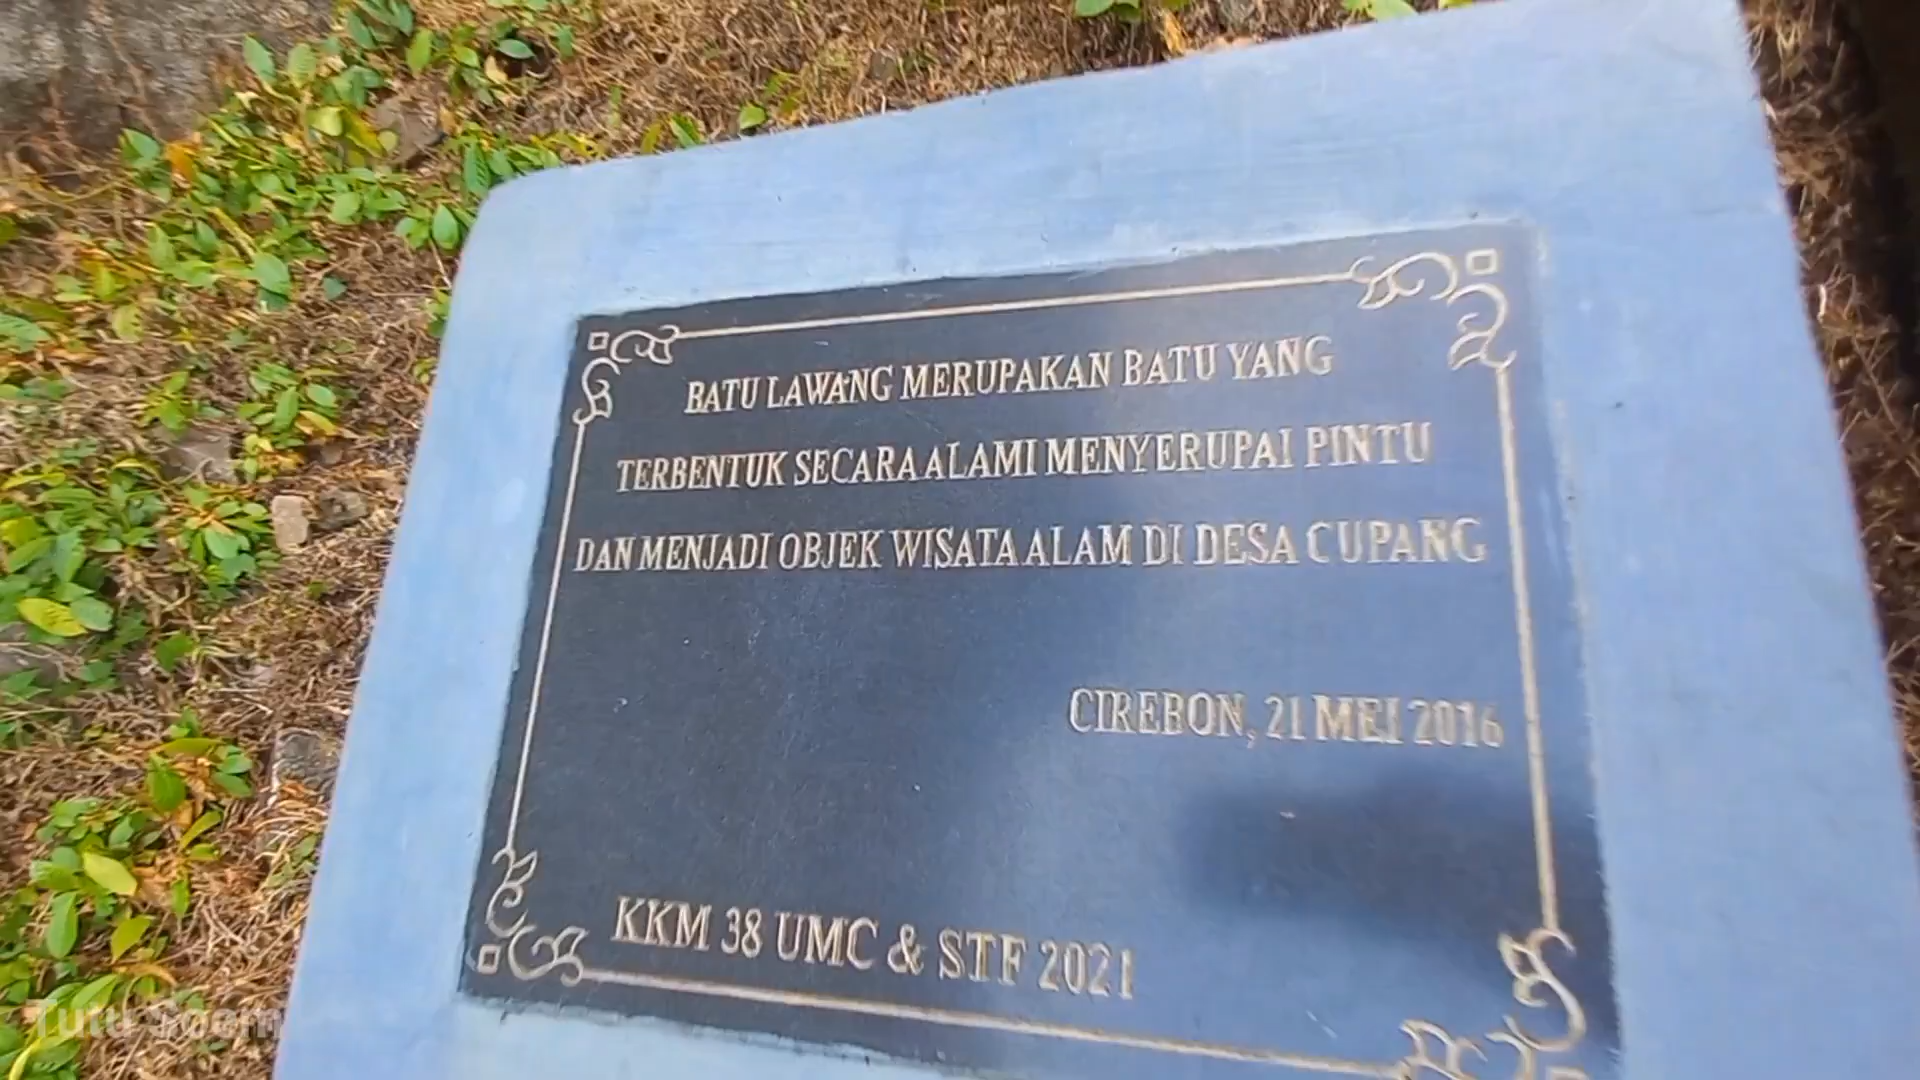 BATU LAWANG MERUPAKAN BATU YANG
TERBENTUK SECARA ALAMI MENYERUPAI PINTU
DAN MENJADI OBJEK WISATA ALAM DI DESA CUPANG
CIREBON, 21 MEI 2016
KKM 38 UMC & STF 2021
Tutu